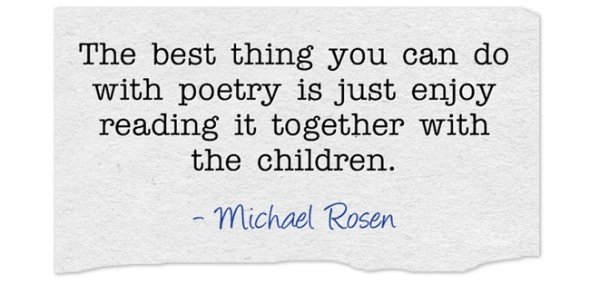 The best thing you can do
with poetry is just enjoy
reading it together with
the children.
- Michael Rosen